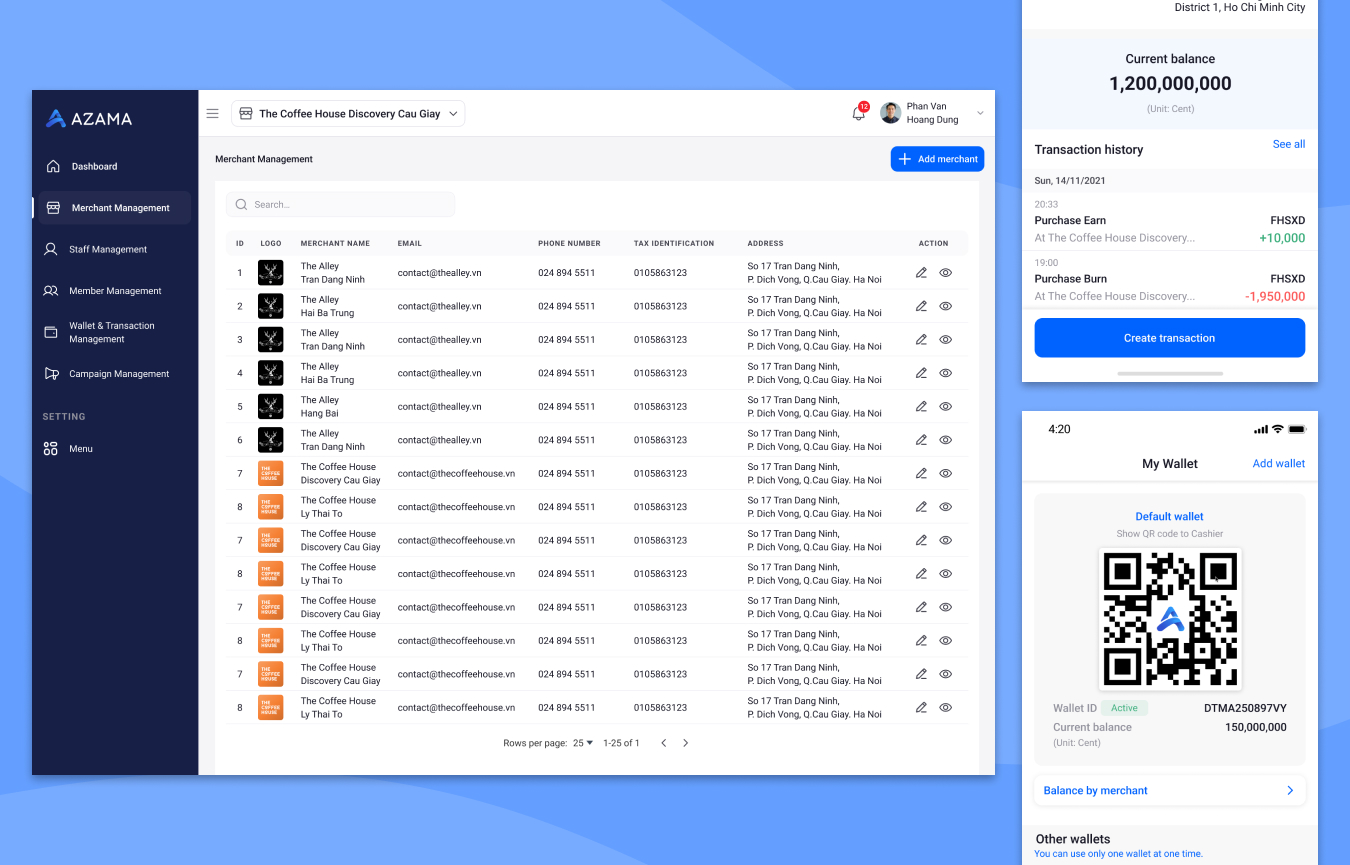 AZAMA
Dashboard
Merchant Management
Staff Management
Member Management
Wallet & Transaction
Management
Campaign Management
SETTING
Menu
The Coffee House Discovery Cau Giay
12
Phan Van
Hoang Dung
Merchant Management
Add merchant
Search...
ID LOGO MERCHANT NAME EMAIL PHONE NUMBER TAX IDENTIFICATION ADDRESS ACTION
1 The Alley contact@thealley.vn 024 894 5511 0105863123 So 17 Tran Dang Ninh,
Tran Dang Ninh P. Dich Vong, Q.Cau Giay. Ha Noi
2 The Alley contact@thealley.vn 024 894 5511 0105863123 So 17 Tran Dang Ninh,
Hai Ba Trung P. Dich Vong, Q.Cau Giay. Ha Noi
3 The Alley contact@thealley.vn 024 894 5511 0105863123 So 17 Tran Dang Ninh,
Tran Dang Ninh P. Dich Vong, Q.Cau Giay. Ha Noi
4 The Alley contact@thealley.vn 024 894 5511 0105863123 So 17 Tran Dang Ninh,
Hai Ba Trung P. Dich Vong, Q.Cau Giay. Ha Noi
5 The Alley contact@thealley.vn 024 894 5511 0105863123 So 17 Tran Dang Ninh,
Hang Bai P. Dich Vong, Q.Cau Giay. Ha Noi
6 The Alley contact@thealley.vn 024 894 5511 0105863123 So 17 Tran Dang Ninh,
Tran Dang Ninh P. Dich Vong, Q.Cau Giay. Ha Noi
7 THE COFFEE HOUSE The Coffee House contact@thecoffeehouse.vn 024 894 5511 0105863123 So 17 Tran Dang Ninh,
Discovery Cau Giay P. Dich Vong, Q.Cau Giay. Ha Noi
8 THE COFFEE HOUSE The Coffee House contact@thecoffeehouse.vn 024 894 5511 0105863123 So 17 Tran Dang Ninh,
Ly Thai To P. Dich Vong, Q.Cau Giay. Ha Noi
7 THE COFFEE HOUSE The Coffee House contact@thecoffeehouse.vn 024 894 5511 0105863123 So 17 Tran Dang Ninh,
Discovery Cau Giay P. Dich Vong, Q.Cau Giay. Ha Noi
8 THE COFFEE HOUSE The Coffee House contact@thecoffeehouse.vn 024 894 5511 0105863123 So 17 Tran Dang Ninh,
Ly Thai To P. Dich Vong, Q.Cau Giay. Ha Noi
7 THE COFFEE HOUSE The Coffee House contact@thecoffeehouse.vn 024 894 5511 0105863123 So 17 Tran Dang Ninh,
Discovery Cau Giay P. Dich Vong, Q.Cau Giay. Ha Noi
8 THE COFFEE HOUSE The Coffee House contact@thecoffeehouse.vn 024 894 5511 0105863123 So 17 Tran Dang Ninh,
Ly Thai To P. Dich Vong, Q.Cau Giay. Ha Noi
7 THE COFFEE HOUSE The Coffee House contact@thecoffeehouse.vn 024 894 5511 0105863123 So 17 Tran Dang Ninh,
Discovery Cau Giay P. Dich Vong, Q.Cau Giay. Ha Noi
8 THE COFFEE HOUSE The Coffee House contact@thecoffeehouse.vn 024 894 5511 0105863123 So 17 Tran Dang Ninh,
Ly Thai To P. Dich Vong, Q.Cau Giay. Ha Noi
Rows per page: 25 1-25 of 1
District 1, Ho Chi Minh City
Current balance
1,200,000,000
(Unit: Cent)
Transaction history See all
Sun, 14/11/2021
20:33
Purchase Earn FHSXD
At The Coffee House Discovery... +10,000
19:00
Purchase Burn FHSXD
At The Coffee House Discovery... -1,950,000
Create transaction
4:20
My Wallet Add wallet
Default wallet
Show QR code to Cashier
Wallet ID Active DTMA250897VY
Current balance 150,000,000
(Unit: Cent)
Balance by merchant
Other wallets
You can use only one wallet at one time.